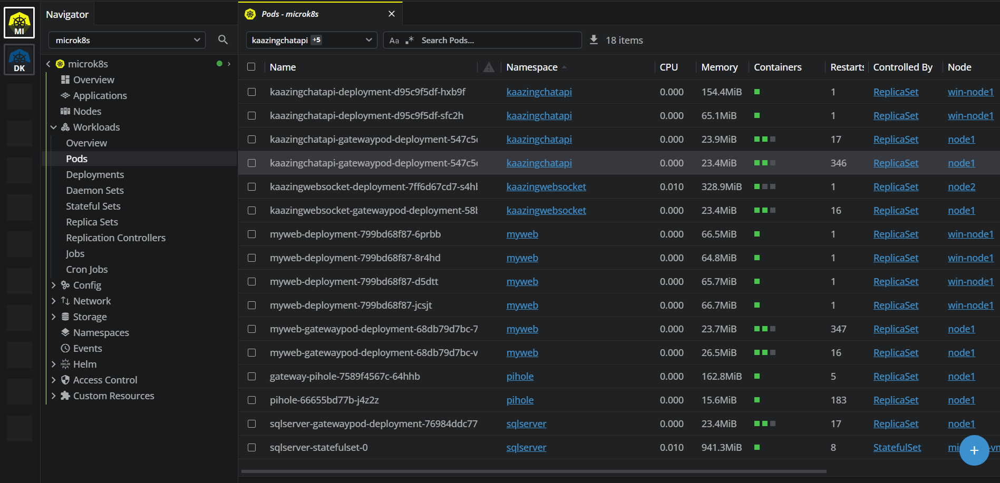 MI
DK
Navigator
microk8s
microk8s
Overview
Applications
Nodes
Workloads
Overview
Pods
Deployments
Daemon Sets
Stateful Sets
Replica Sets
Replication Controllers
Jobs
Cron Jobs
Config
Network
Storage
Namespaces
Events
HELM Helm
Access Control
Custom Resources
Pods - microk8s
kaazingchatapi +5 Aa .* Search Pods... 18 items
Name Namespace CPU Memory Containers Restarts Controlled By Node
kaazingchatapi-deployment-d95c9f5df-hxb9f kaazingchatapi 0.000 154.4MiB 1 ReplicaSet win-node1
kaazingchatapi-deployment-d95c9f5df-sfc2h kaazingchatapi 0.000 65.1MiB 1 ReplicaSet win-node1
kaazingchatapi-gatewaypod-deployment-547c5 kaazingchatapi 0.000 23.9MiB 17 ReplicaSet node1
kaazingchatapi-gatewaypod-deployment-547c5 kaazingchatapi 0.000 23.4MiB 346 ReplicaSet node1
kaazingwebsocket-deployment-7ff6d67cd7-s4h kaazingwebsocket 0.010 328.9MiB 1 ReplicaSet node2
kaazingwebsocket-gatewaypod-deployment-58 kaazingwebsocket 0.000 23.4MiB 16 ReplicaSet node1
myweb-deployment-799bd68f87-6prbb myweb 0.000 66.5MiB 1 ReplicaSet win-node1
myweb-deployment-799bd68f87-8r4hd myweb 0.000 64.8MiB 1 ReplicaSet win-node1
myweb-deployment-799bd68f87-d5dtt myweb 0.000 65.7MiB 1 ReplicaSet win-node1
myweb-deployment-799bd68f87-jcsjt myweb 0.000 66.7MiB 1 ReplicaSet win-node1
myweb-gatewaypod-deployment-68db79d7bc-7 myweb 0.000 23.7MiB 347 ReplicaSet node1
myweb-gatewaypod-deployment-68db79d7bc-v myweb 0.000 26.5MiB 16 ReplicaSet node1
gateway-pihole-7589f4567c-64hhb pihole 0.000 162.8MiB 5 ReplicaSet node1
pihole-66655bd77b-j4z2z pihole 0.000 15.6MiB 183 ReplicaSet node1
sqlserver-gatewaypod-deployment-76984ddc77 sqlserver 0.000 23.4MiB 17 ReplicaSet node1
sqlserver-statefulset-0 sqlserver 0.010 941.3MiB 8 StatefulSet